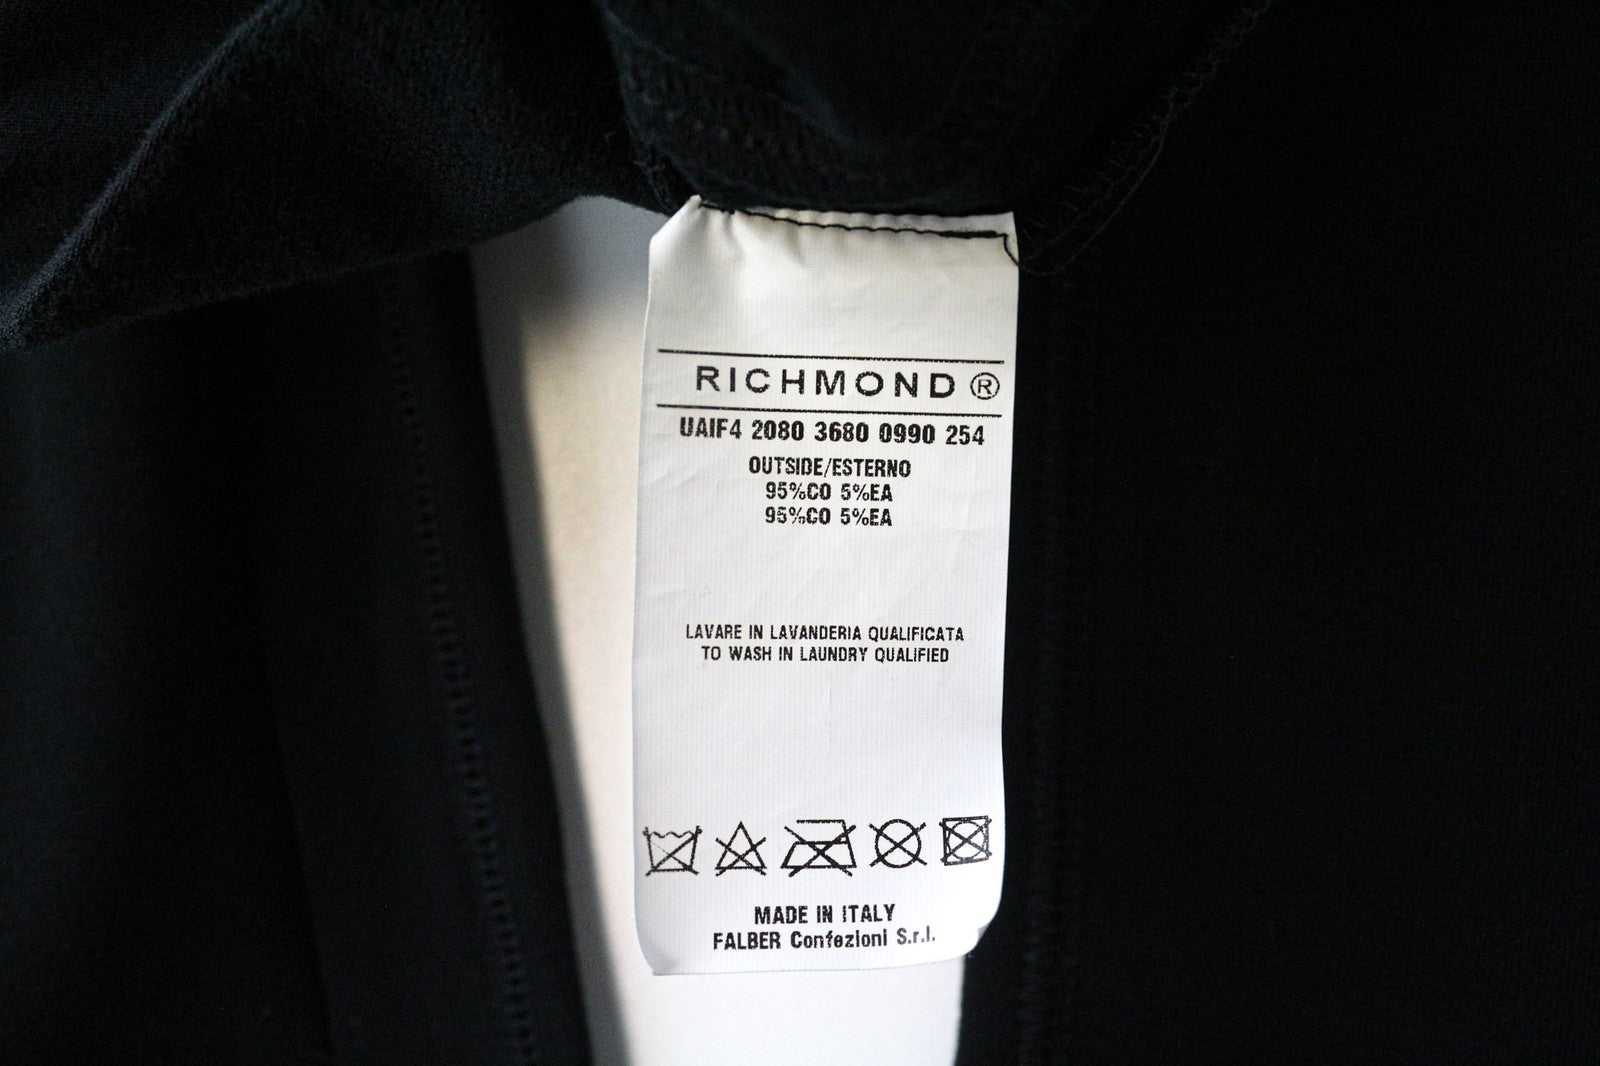 RICHMOND ®
UAIF4 2080 3680 0990 254
OUTSIDE/ESTERNO
95%CO 5%EA
95%CO 5%EA
LAVARE IN LAVANDERIA QUALIFICATA
TO WASH IN LAUNDRY QUALIFIED
MADE IN ITALY
FALBER Confezioni S.r.l.